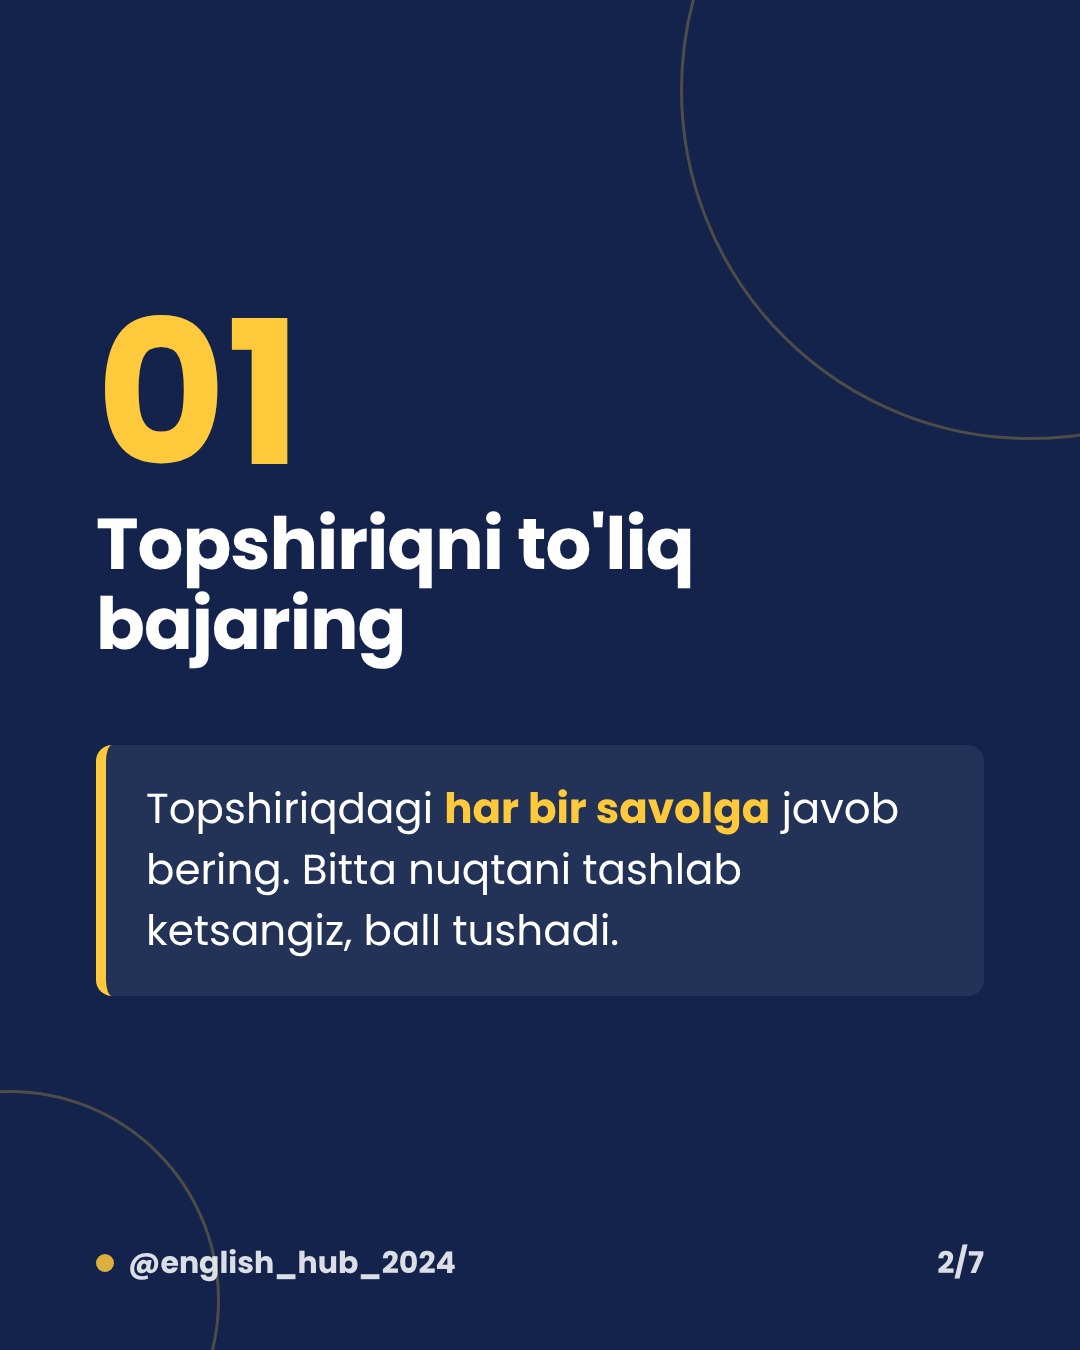 01
Topshiriqni to'liq
bajaring
Topshiriqdagi har bir savolga javob
bering. Bitta nuqtani tashlab
ketsangiz, ball tushadi.
@english_hub_2024
2/7